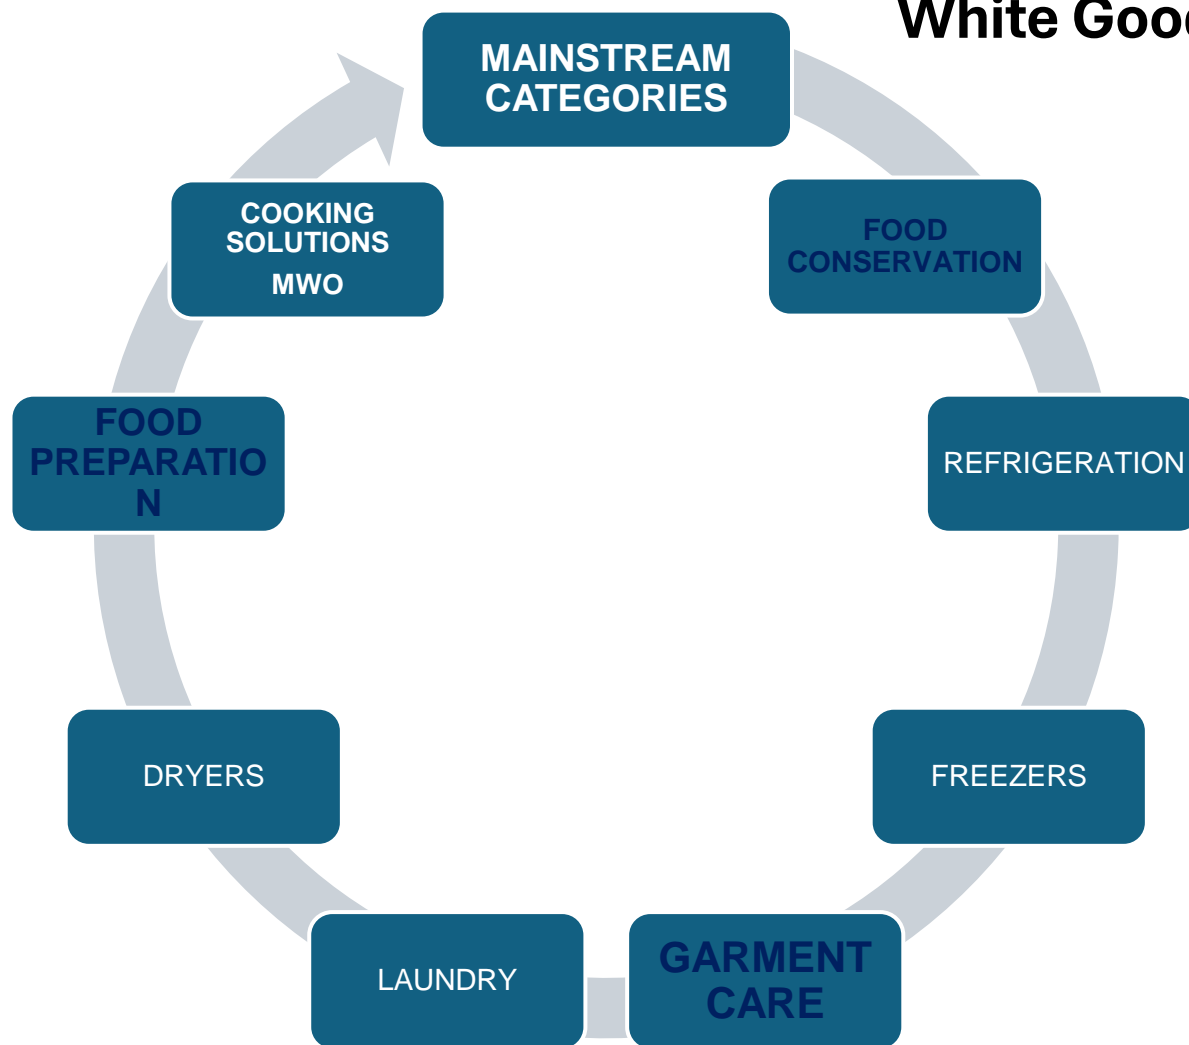 White Good
MAINSTREAM
CATEGORIES
FOOD
CONSERVATION
REFRIGERATION
FREEZERS
GARMENT
CARE
LAUNDRY
DRYERS
FOOD
PREPARATIO
N
COOKING
SOLUTIONS
MWO